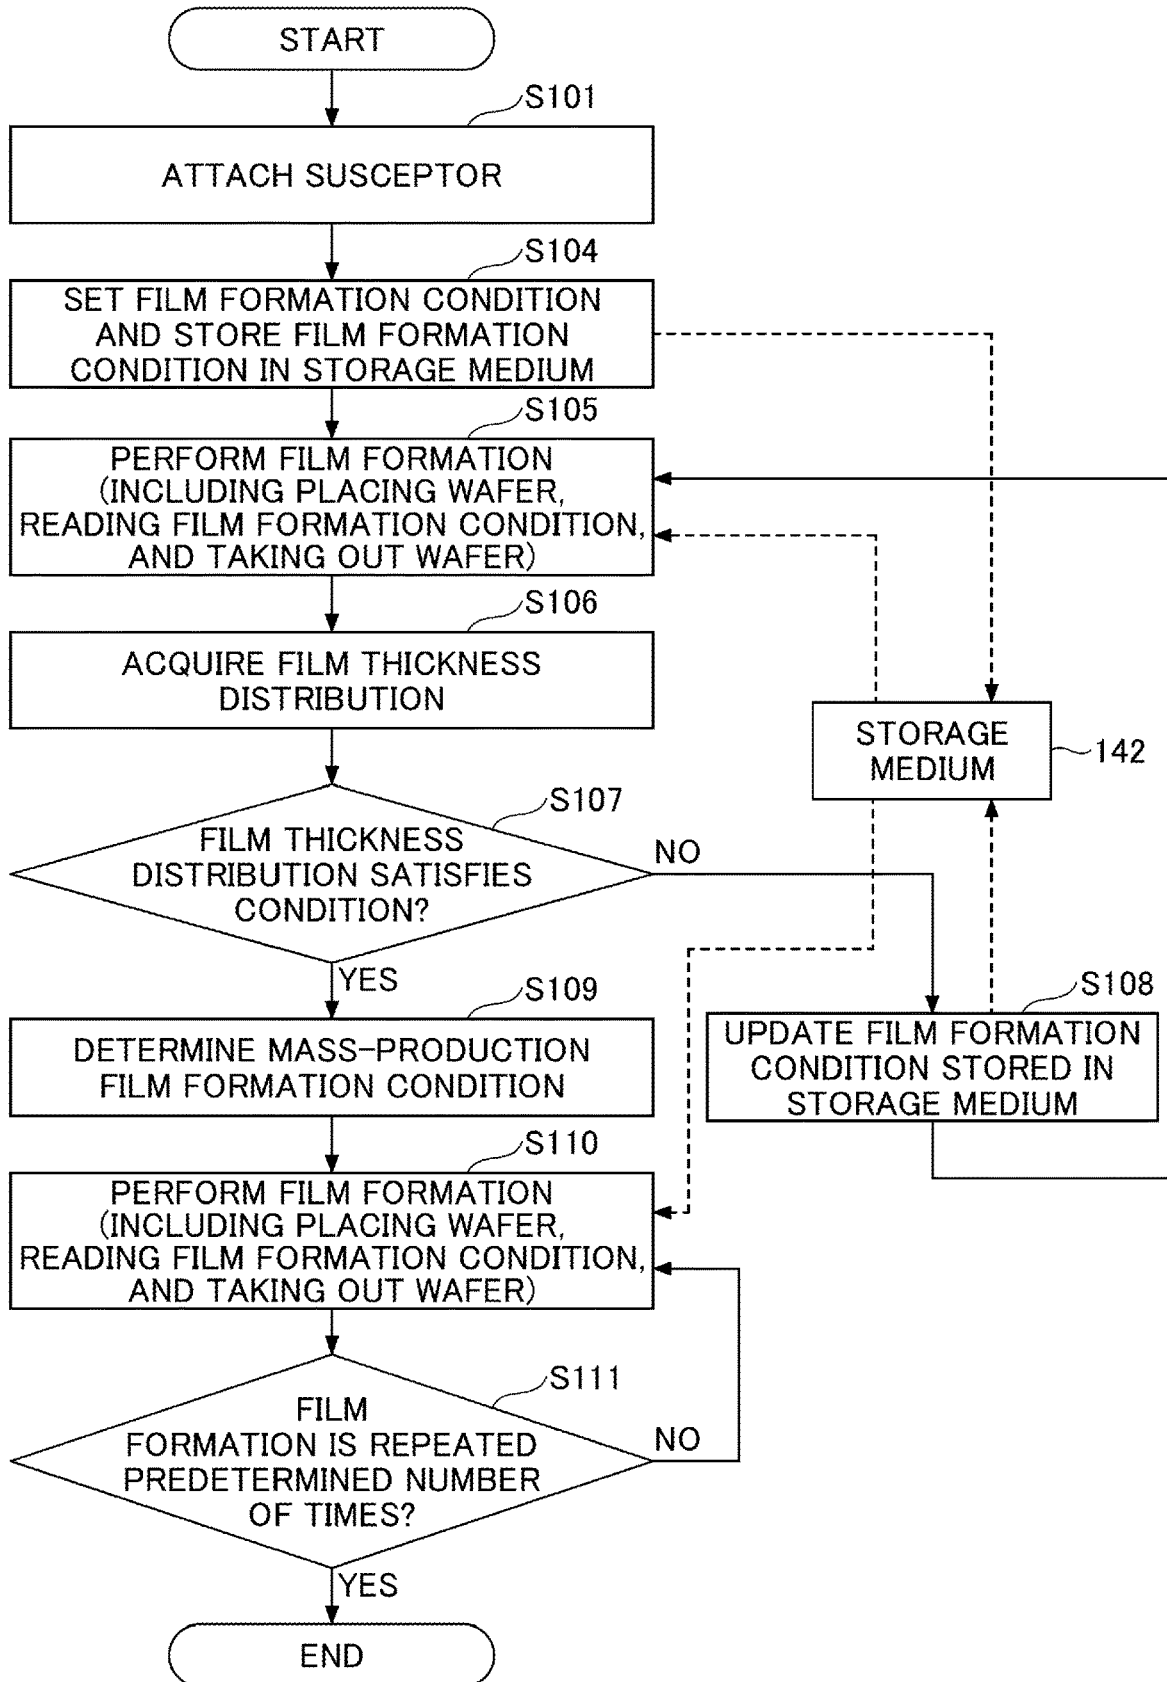 START
S101
ATTACH SUSCEPTOR
S104
SET FILM FORMATION CONDITION
AND STORE FILM FORMATION
CONDITION IN STORAGE MEDIUM
S105
PERFORM FILM FORMATION
(INCLUDING PLACING WAFER,
READING FILM FORMATION CONDITION,
AND TAKING OUT WAFER)
S106
ACQUIRE FILM THICKNESS
DISTRIBUTION
STORAGE
MEDIUM
142
S107
FILM THICKNESS
DISTRIBUTION SATISFIES
CONDITION?
NO
YES
S108
UPDATE FILM FORMATION
CONDITION STORED IN
STORAGE MEDIUM
S109
DETERMINE MASS-PRODUCTION
FILM FORMATION CONDITION
S110
PERFORM FILM FORMATION
(INCLUDING PLACING WAFER,
READING FILM FORMATION CONDITION,
AND TAKING OUT WAFER)
S111
FILM
FORMATION IS REPEATED
PREDETERMINED NUMBER
OF TIMES?
NO
YES
END